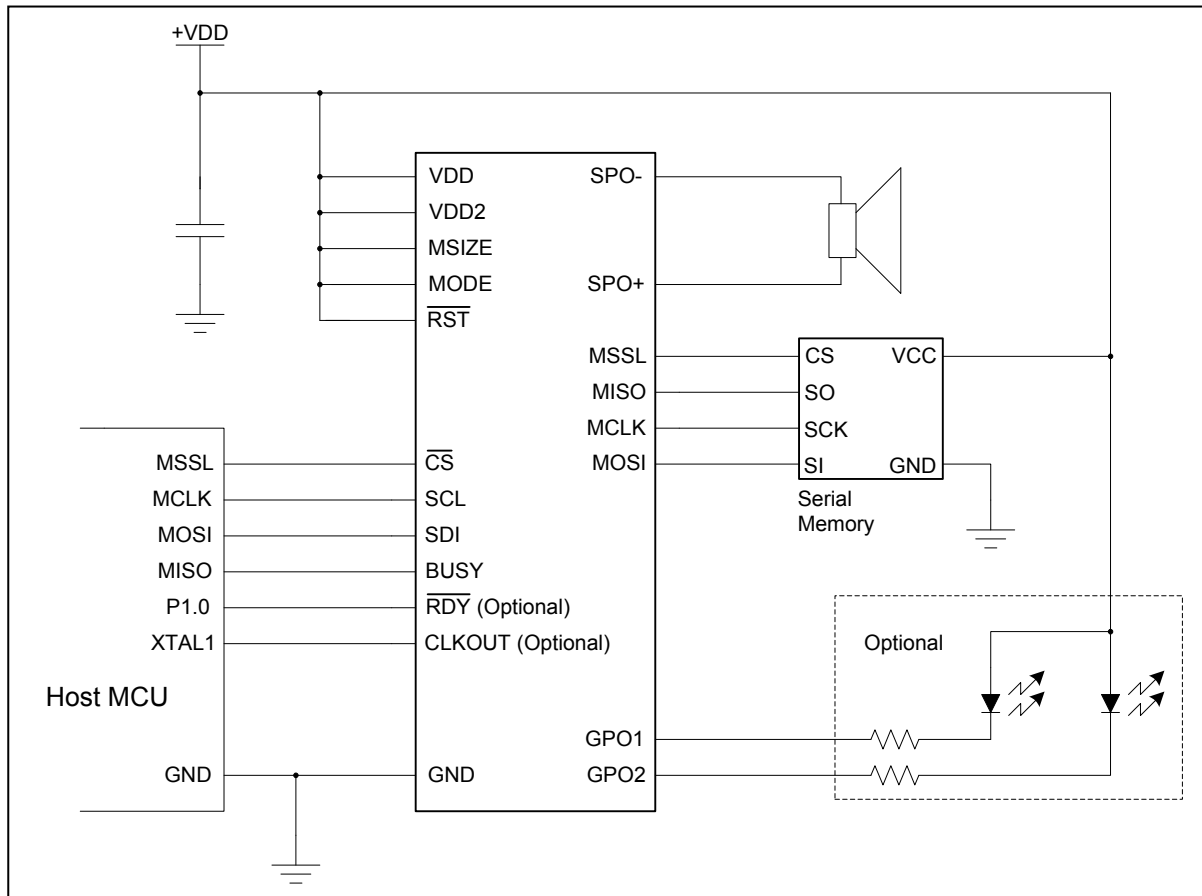 +VDD
VDD
VDD2
MSIZE
MODE
RST
SPO-
SPO+
MSSL
MISO
MCLK
MOSI
CS VCC
SO
SCK
SI GND
Serial
Memory
MSSL
MCLK
MOSI
MISO
P1.0
XTAL1
Host MCU
GND
CS
SCL
SDI
BUSY
RDY (Optional)
CLKOUT (Optional)
GND
GPO1
GPO2
Optional